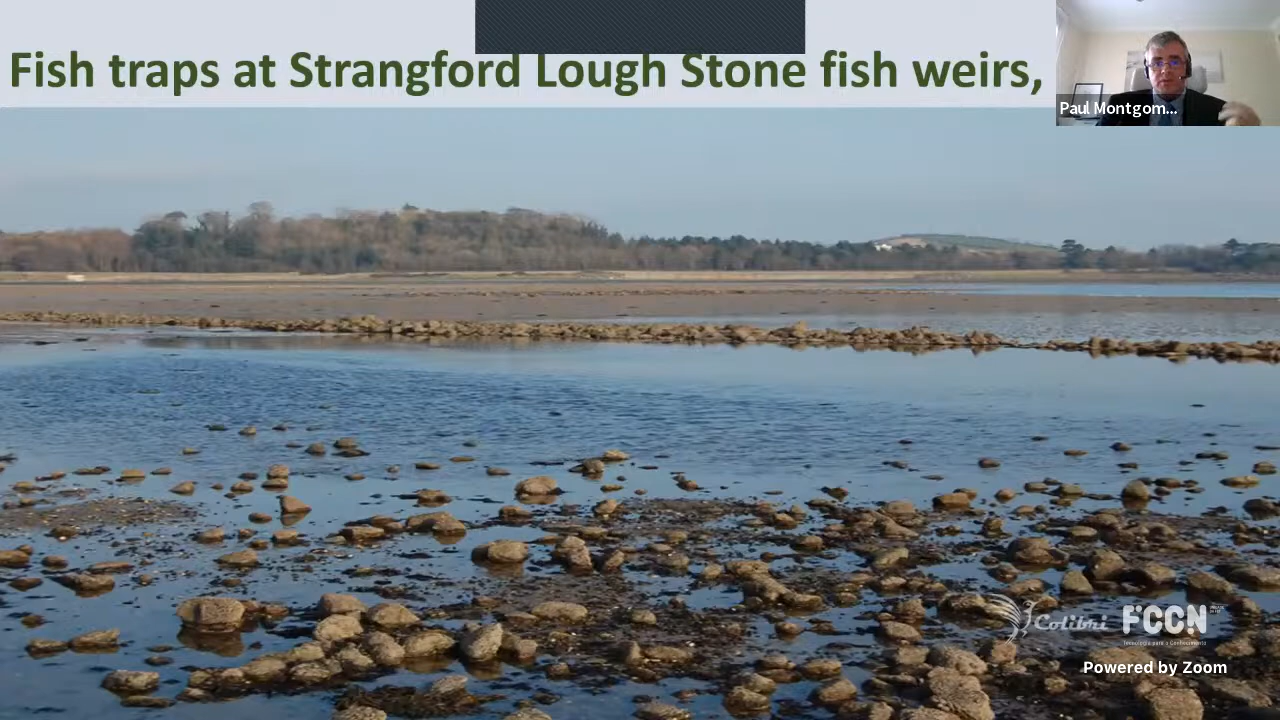 Fish traps at Strangford Lough Stone fish weirs,
Paul Montgom...
Colibri
FCCN
Powered by Zoom